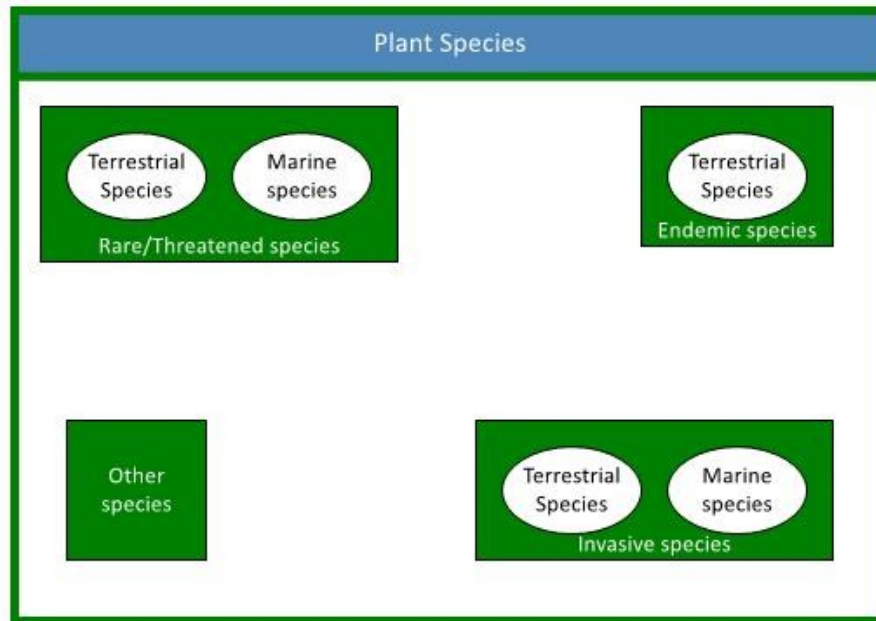 Plant Species
Terrestrial
Species
Marine
species
Rare/Threatened species
Terrestrial
Species
Endemic species
Other
species
Terrestrial
Species
Marine
species
Invasive species